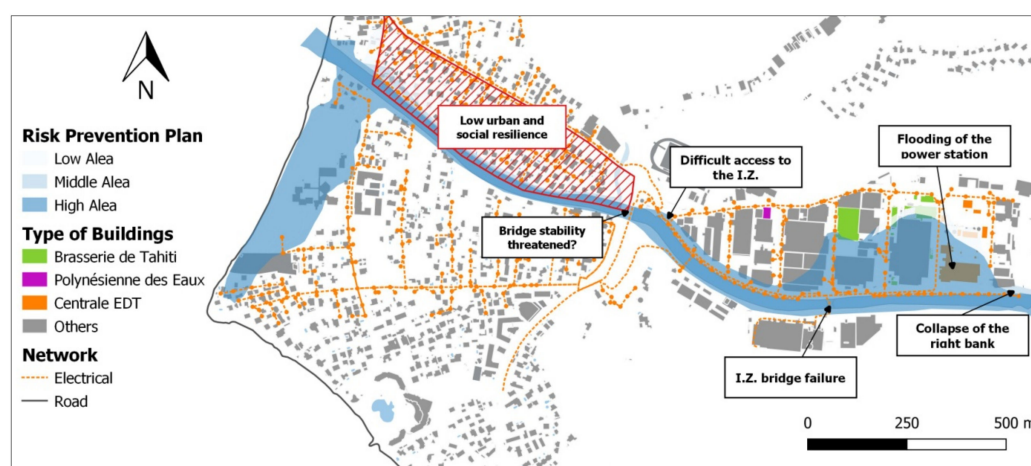 N
Risk Prevention Plan
Low Alea
Middle Alea
High Alea
Type of Buildings
Brasserie de Tahiti
Polynésienne des Eaux
Centrale EDT
Others
Network
Electrical
Road
Low urban and
social resilience
Bridge stability
threatened?
Difficult access to
the I.Z.
Flooding of the
power station
I.Z. bridge failure
Collapse of the
right bank
0 250 500 m